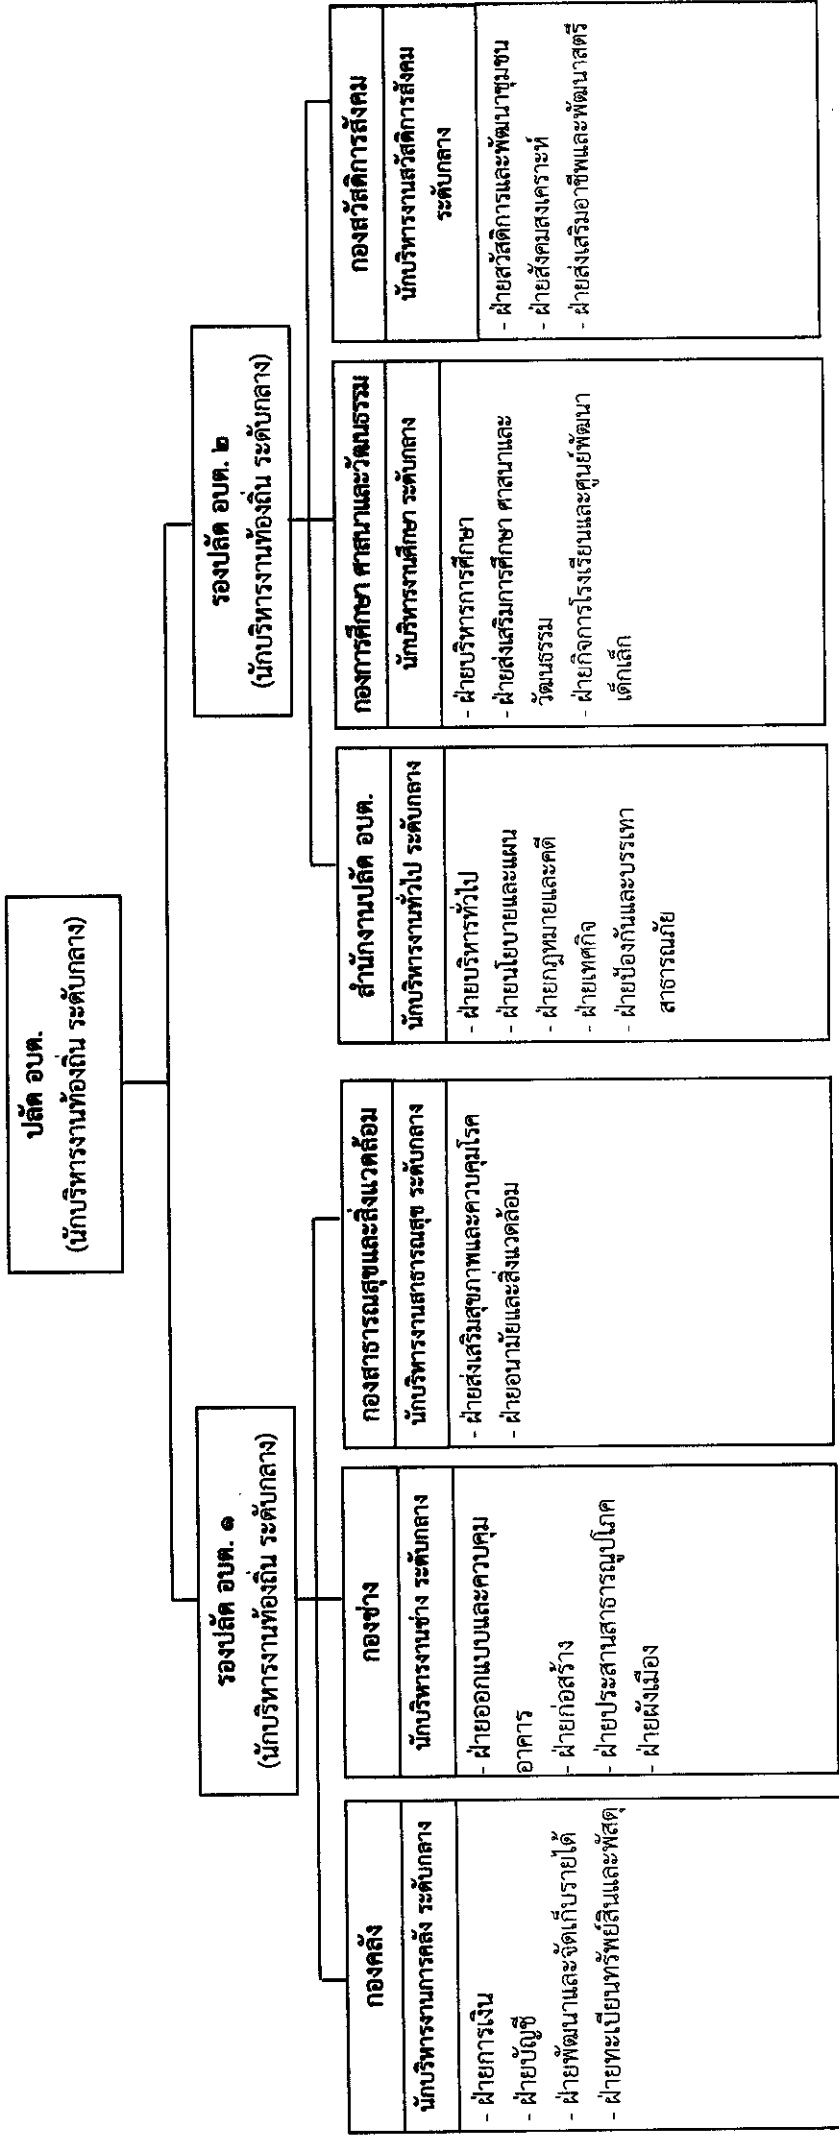 ปลัด อบต.
(นักบริหารงานท้องถิ่น ระดับกลาง)
รองปลัด อบต. ๑
(นักบริหารงานท้องถิ่น ระดับกลาง)
รองปลัด อบต. ๒
(นักบริหารงานท้องถิ่น ระดับกลาง)
กองคลัง
นักบริหารงานการคลัง ระดับกลาง
- ฝ่ายการเงิน
- ฝ่ายบัญชี
- ฝ่ายพัฒนาและจัดเก็บรายได้
- ฝ่ายทะเบียนทรัพย์สินและพัสดุ
กองช่าง
นักบริหารงานช่าง ระดับกลาง
- ฝ่ายออกแบบและควบคุม
อาคาร
- ฝ่ายก่อสร้าง
- ฝ่ายประสานสาธารณูปโภค
- ฝ่ายผังเมือง
กองสาธารณสุขและสิ่งแวดล้อม
นักบริหารงานสาธารณสุข ระดับกลาง
- ฝ่ายส่งเสริมสุขภาพและควบคุมโรค
- ฝ่ายอนามัยและสิ่งแวดล้อม
สำนักงานปลัด อบต.
นักบริหารงานทั่วไป ระดับกลาง
- ฝ่ายบริหารทั่วไป
- ฝ่ายนโยบายและแผน
- ฝ่ายกฎหมายและคดี
- ฝ่ายเทศกิจ
- ฝ่ายป้องกันและบรรเทา
สาธารณภัย
กองการศึกษา ศาสนาและวัฒนธรรม
นักบริหารงานศึกษา ระดับกลาง
- ฝ่ายบริหารการศึกษา
- ฝ่ายส่งเสริมการศึกษา ศาสนาและ
วัฒนธรรม
- ฝ่ายกิจการโรงเรียนและศูนย์พัฒนา
เด็กเล็ก
กองสวัสดิการสังคม
นักบริหารงานสวัสดิการสังคม
ระดับกลาง
- ฝ่ายสวัสดิการและพัฒนาชุมชน
- ฝ่ายสังคมสงเคราะห์
- ฝ่ายส่งเสริมอาชีพและพัฒนาสตรี